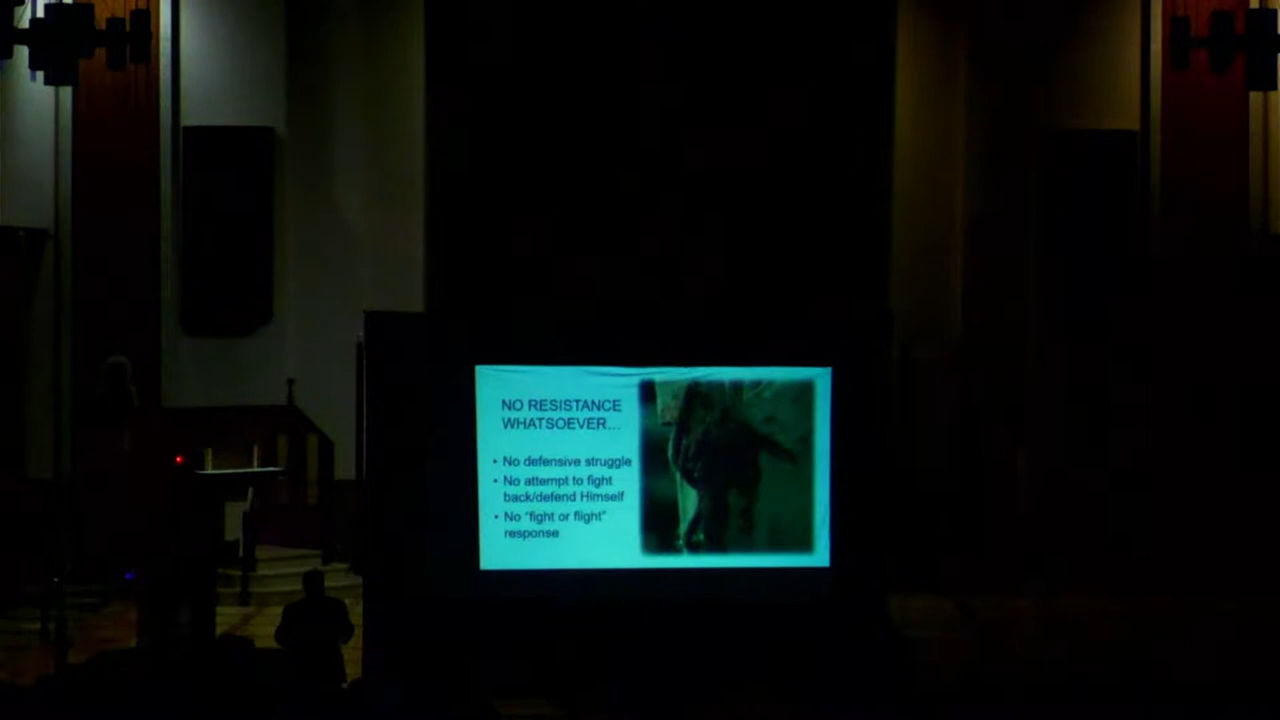 NO RESISTANCE
WHATSOEVER...
• No defensive struggle
• No attempt to fight
back/defend Himself
• No "fight or flight"
response